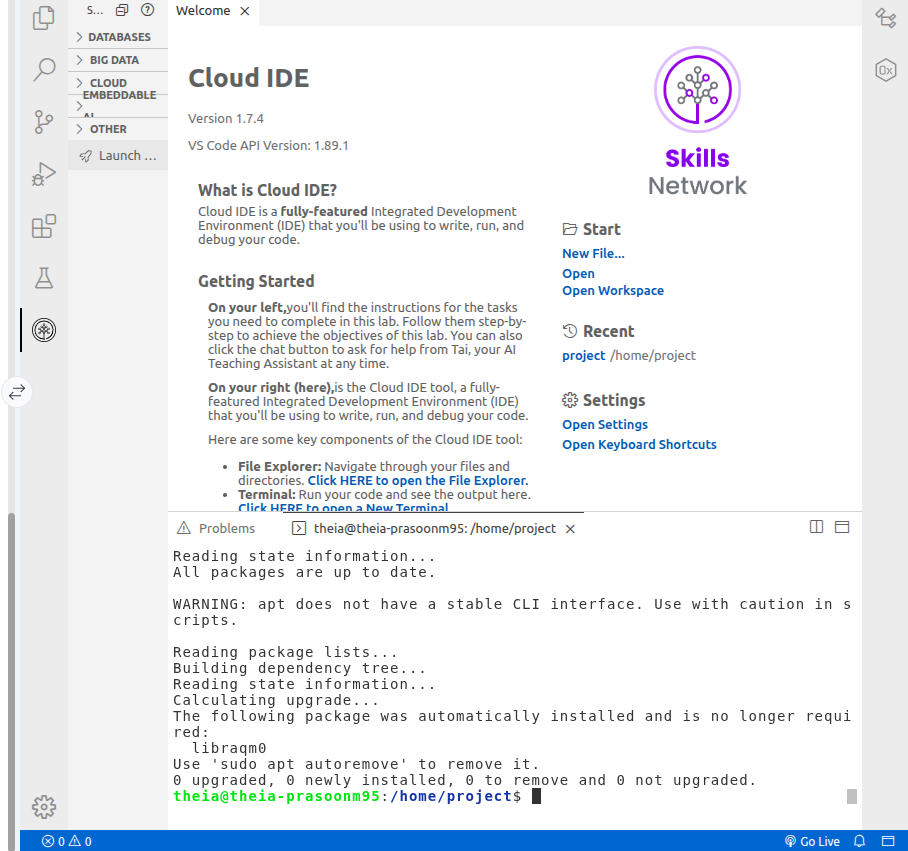 S...
Welcome
DATABASES
BIG DATA
CLOUD
EMBEDDABLE
AI
OTHER
Launch ...
Cloud IDE
Version 1.7.4
VS Code API Version: 1.89.1
What is Cloud IDE?
Cloud IDE is a fully-featured Integrated Development
Environment (IDE) that you'll be using to write, run, and
debug your code.
Getting Started
On your left,you'll find the instructions for the tasks
you need to complete in this lab. Follow them step-by-
step to achieve the objectives of this lab. You can also
click the chat button to ask for help from Tai, your AI
Teaching Assistant at any time.
On your right (here),is the Cloud IDE tool, a fully-
featured Integrated Development Environment (IDE)
that you'll be using to write, run, and debug your code.
Here are some key components of the Cloud IDE tool:
• File Explorer: Navigate through your files and
directories. Click HERE to open the File Explorer.
• Terminal: Run your code and see the output here.
Click HERE to open a New Terminal
Skills
Network
Start
New File...
Open
Open Workspace
Recent
project /home/project
Settings
Open Settings
Open Keyboard Shortcuts
0x
Problems
theia@theia-prasoonm95: /home/project
Reading state information...
All packages are up to date.
WARNING: apt does not have a stable CLI interface. Use with caution in s
cripts.
Reading package lists...
Building dependency tree...
Reading state information...
Calculating upgrade...
The following package was automatically installed and is no longer requi
red:
libraqm0
Use 'sudo apt autoremove' to remove it.
0 upgraded, 0 newly installed, 0 to remove and 0 not upgraded.
theia@theia-prasoonm95:/home/project$
0 0
Go Live